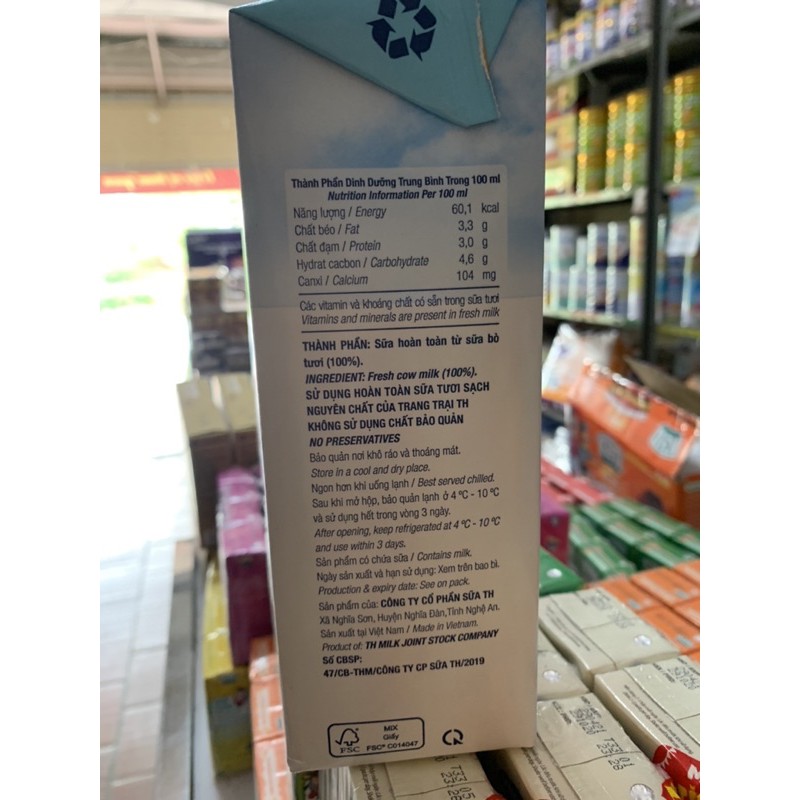 Thành Phần Dinh Dưỡng Trung Bình Trong 100 ml
Nutrition Information Per 100 ml
Năng lượng / Energy 60,1 kcal
Chất béo / Fat 3,3 g
Chất đạm / Protein 3,0 g
Hydrat cacbon / Carbohydrate 4,6 g
Canxi / Calcium 104 mg
Các vitamin và khoáng chất có sẵn trong sữa tươi
Vitamins and minerals are present in fresh milk
THÀNH PHẦN: Sữa hoàn toàn từ sữa bò
tươi (100%).
INGREDIENT: Fresh cow milk (100%).
SỬ DỤNG HOÀN TOÀN SỮA TƯƠI SẠCH
NGUYÊN CHẤT CỦA TRANG TRẠI TH
KHÔNG SỬ DỤNG CHẤT BẢO QUẢN
NO PRESERVATIVES
Bảo quản nơi khô ráo và thoáng mát.
Store in a cool and dry place.
Ngon hơn khi uống lạnh / Best served chilled.
Sau khi mở hộp, bảo quản lạnh ở 4 ºC - 10 ºC
và sử dụng hết trong vòng 3 ngày.
After opening, keep refrigerated at 4 ºC - 10 ºC
and use within 3 days.
Sản phẩm có chứa sữa / Contains milk.
Ngày sản xuất và hạn sử dụng: Xem trên bao bì.
Production & expiry date: See on pack.
Sản phẩm của: CÔNG TY CỔ PHẦN SỮA TH
Xã Nghĩa Sơn, Huyện Nghĩa Đàn,Tỉnh Nghệ An.
Sản xuất tại Việt Nam / Made in Vietnam.
Product of: TH MILK JOINT STOCK COMPANY
Số CBSP:
47/CB-THM/CÔNG TY CP SỮA TH/2019
FSC
MIX
Giấy
FSC® C014047